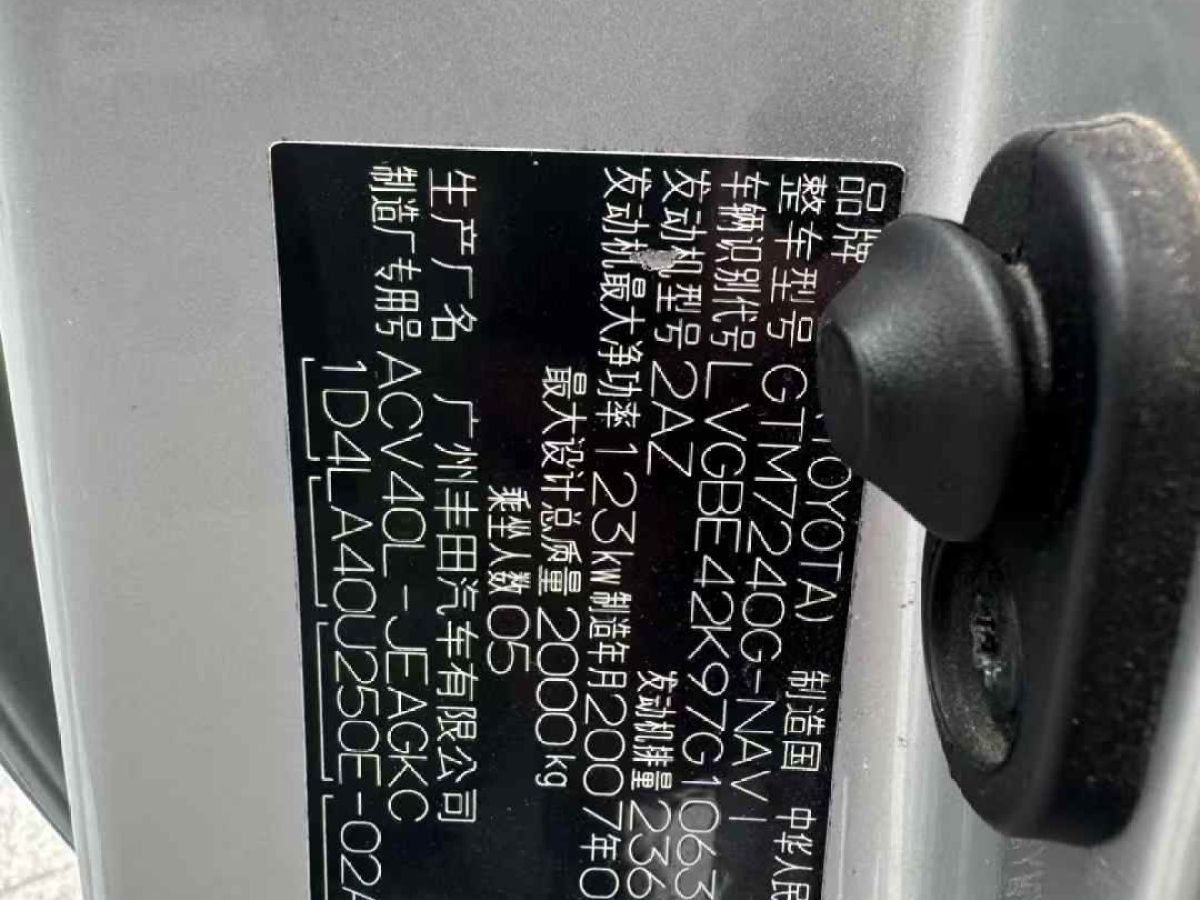 品牌 TOYOTA) 制造国 中华人民
整车型号 GTM7240G-NAVI
车辆识别代号 LVGBE42K97G1063
发动机型号 2AZ 发动机排量 236
发动机最大净功率 123kW 制造年月 2007年0
最大设计总质量 2000kg
乘坐人数 05
生产厂名 广州丰田汽车有限公司
制造厂专用号 ACV40L-JEAGKC
1D4 LA40 U250E-02A